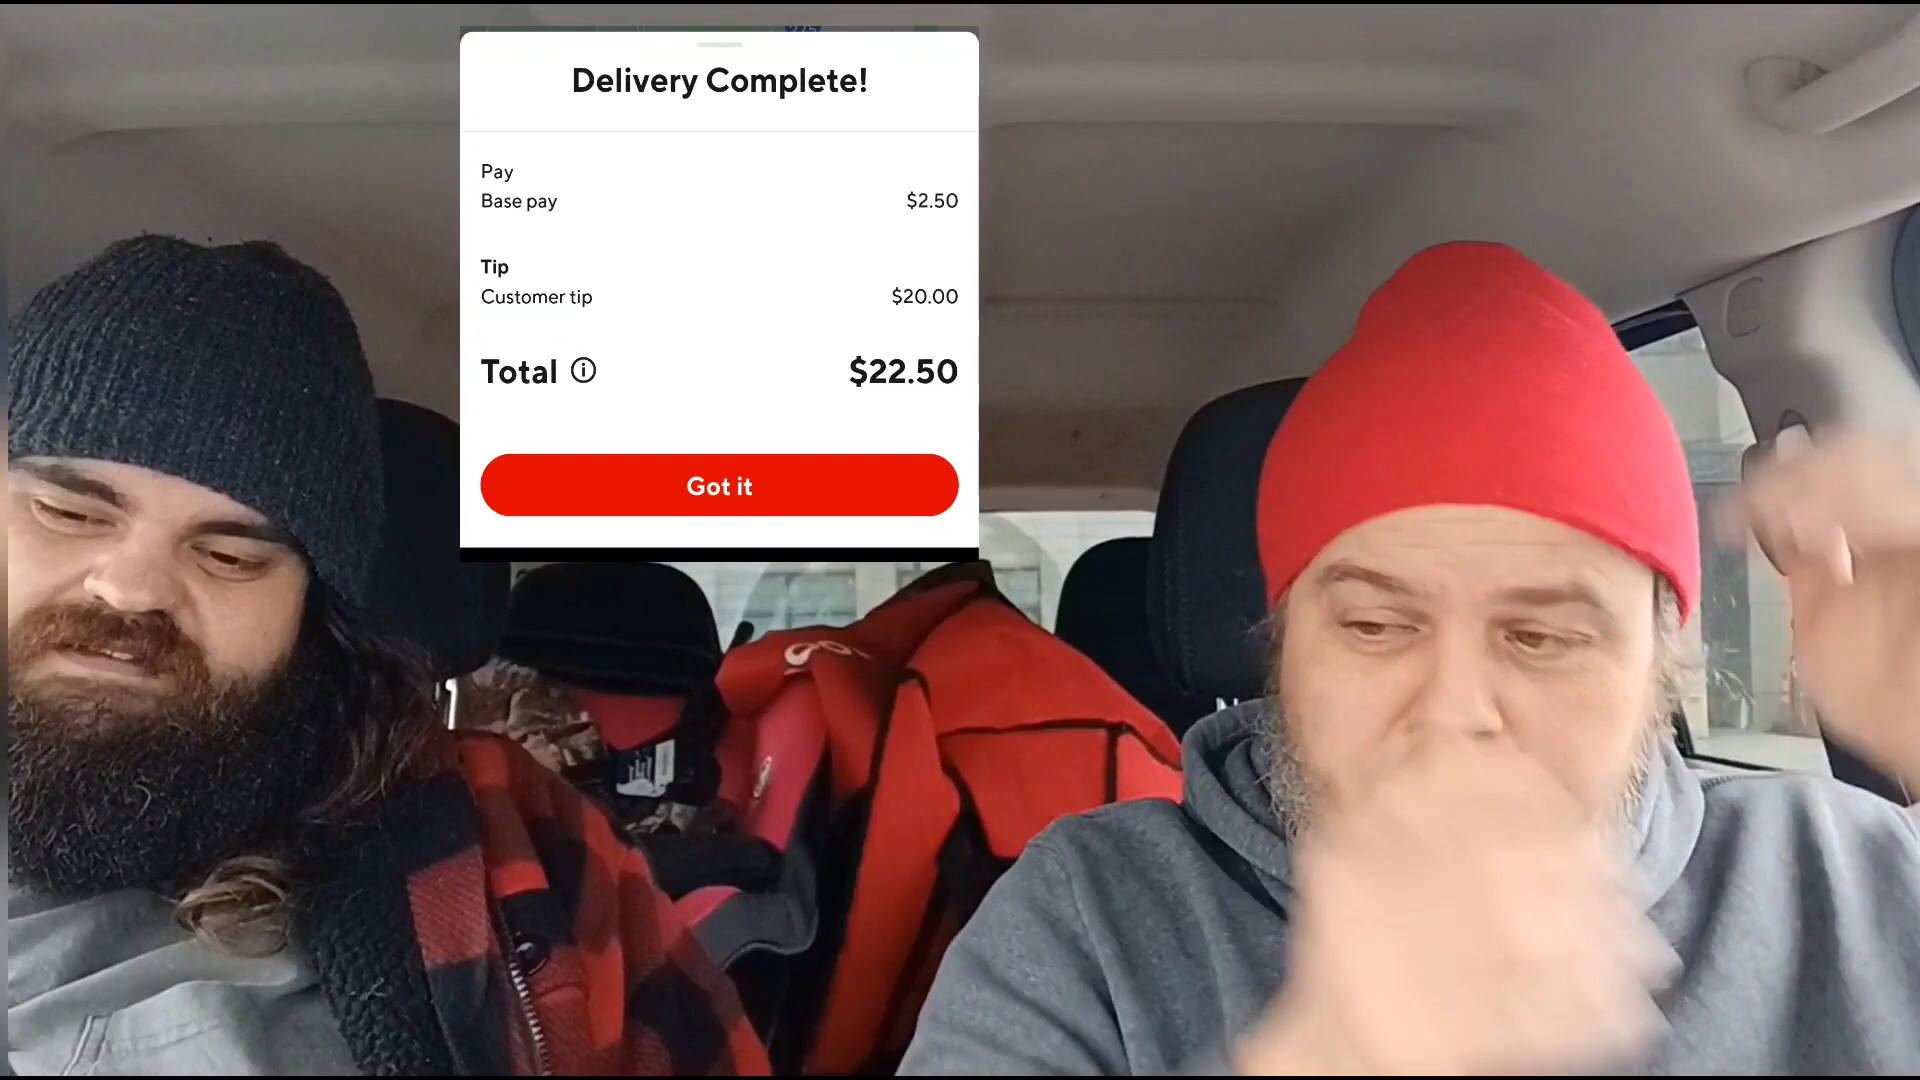 Delivery Complete!
Pay
Base pay $2.50
Tip
Customer tip $20.00
Total $22.50
Got it